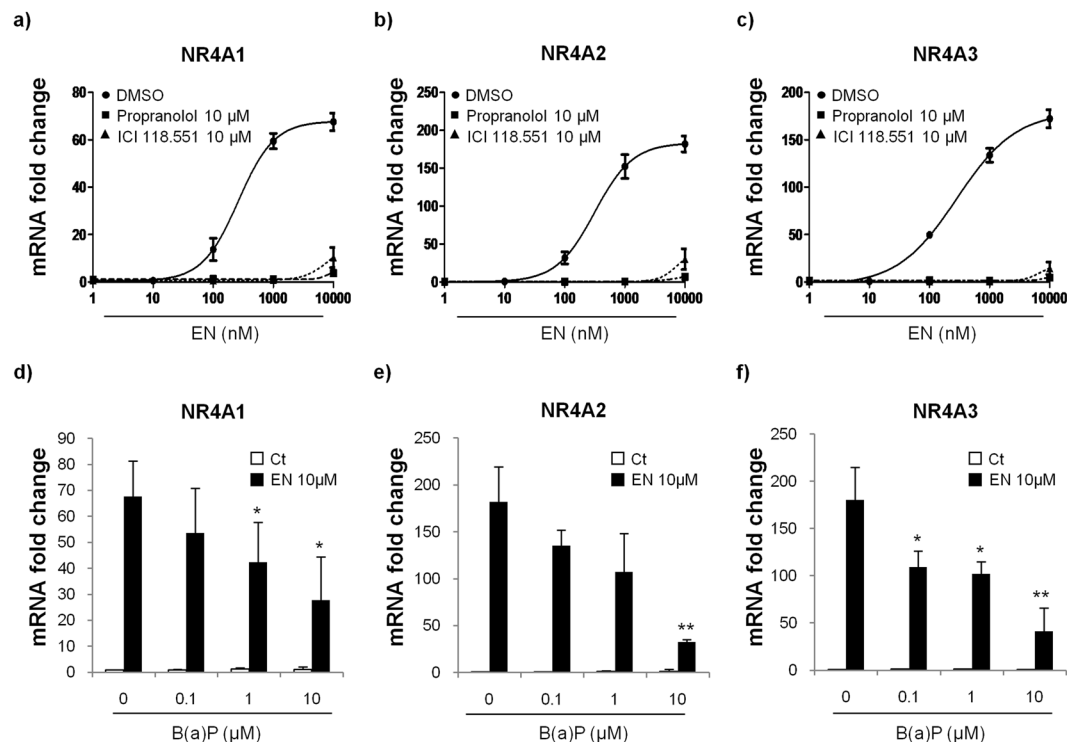 a)
NR4A1
mRNA fold change
80
60
40
20
0
DMSO
Propranolol 10 µM
ICI 118.551 10 µM
1 10 100 1000 10000
EN (nM)
b)
NR4A2
mRNA fold change
250
200
150
100
50
0
DMSO
Propranolol 10 µM
ICI 118.551 10 µM
1 10 100 1000 10000
EN (nM)
c)
NR4A3
mRNA fold change
200
150
100
50
0
DMSO
Propranolol 10 µM
ICI 118.551 10 µM
1 10 100 1000 10000
EN (nM)
d)
NR4A1
mRNA fold change
90
80
70
60
50
40
30
20
10
0
Ct
EN 10µM
*
*
0 0.1 1 10
B(a)P (µM)
e)
NR4A2
mRNA fold change
250
200
150
100
50
0
Ct
EN 10µM
**
0 0.1 1 10
B(a)P (µM)
f)
NR4A3
mRNA fold change
250
200
150
100
50
0
Ct
EN 10µM
*
*
**
0 0.1 1 10
B(a)P (µM)